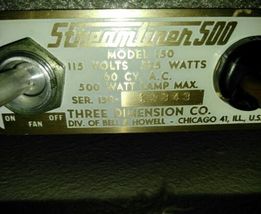 Streamliner 500
MODEL 150
115 VOLTS WATTS
60 CY. A.C.
500 WATT LAMP MAX.
SER. 150-
ON FAN OFF
THREE DIMENSION CO.
DIV. OF BELL & HOWELL - CHICAGO 41, ILL., U.S.